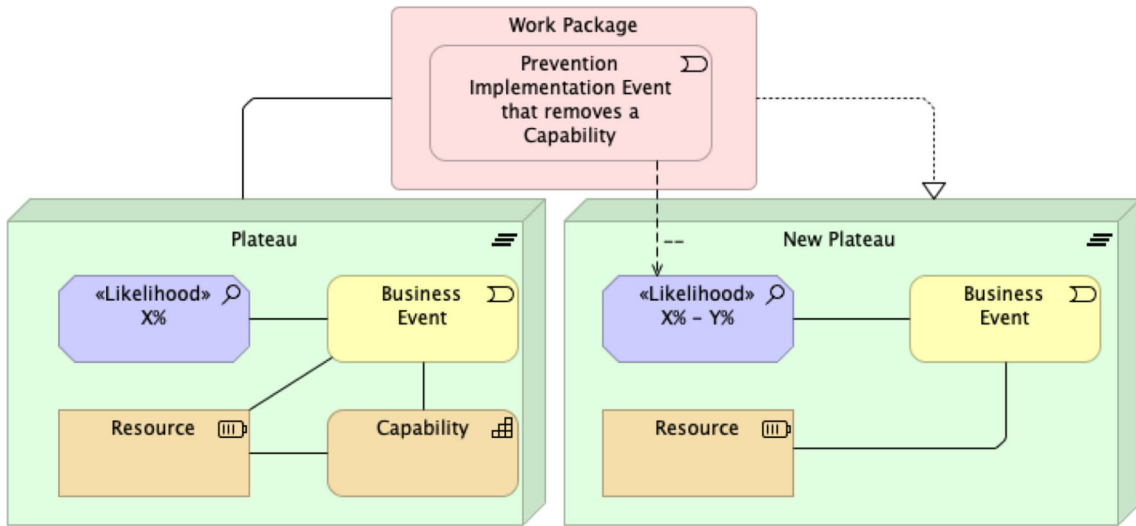 Work Package
Prevention
Implementation Event
that removes a
Capability
--
Plateau
«Likelihood»
X%
Business
Event
Resource
Capability
New Plateau
«Likelihood»
X% - Y%
Business
Event
Resource